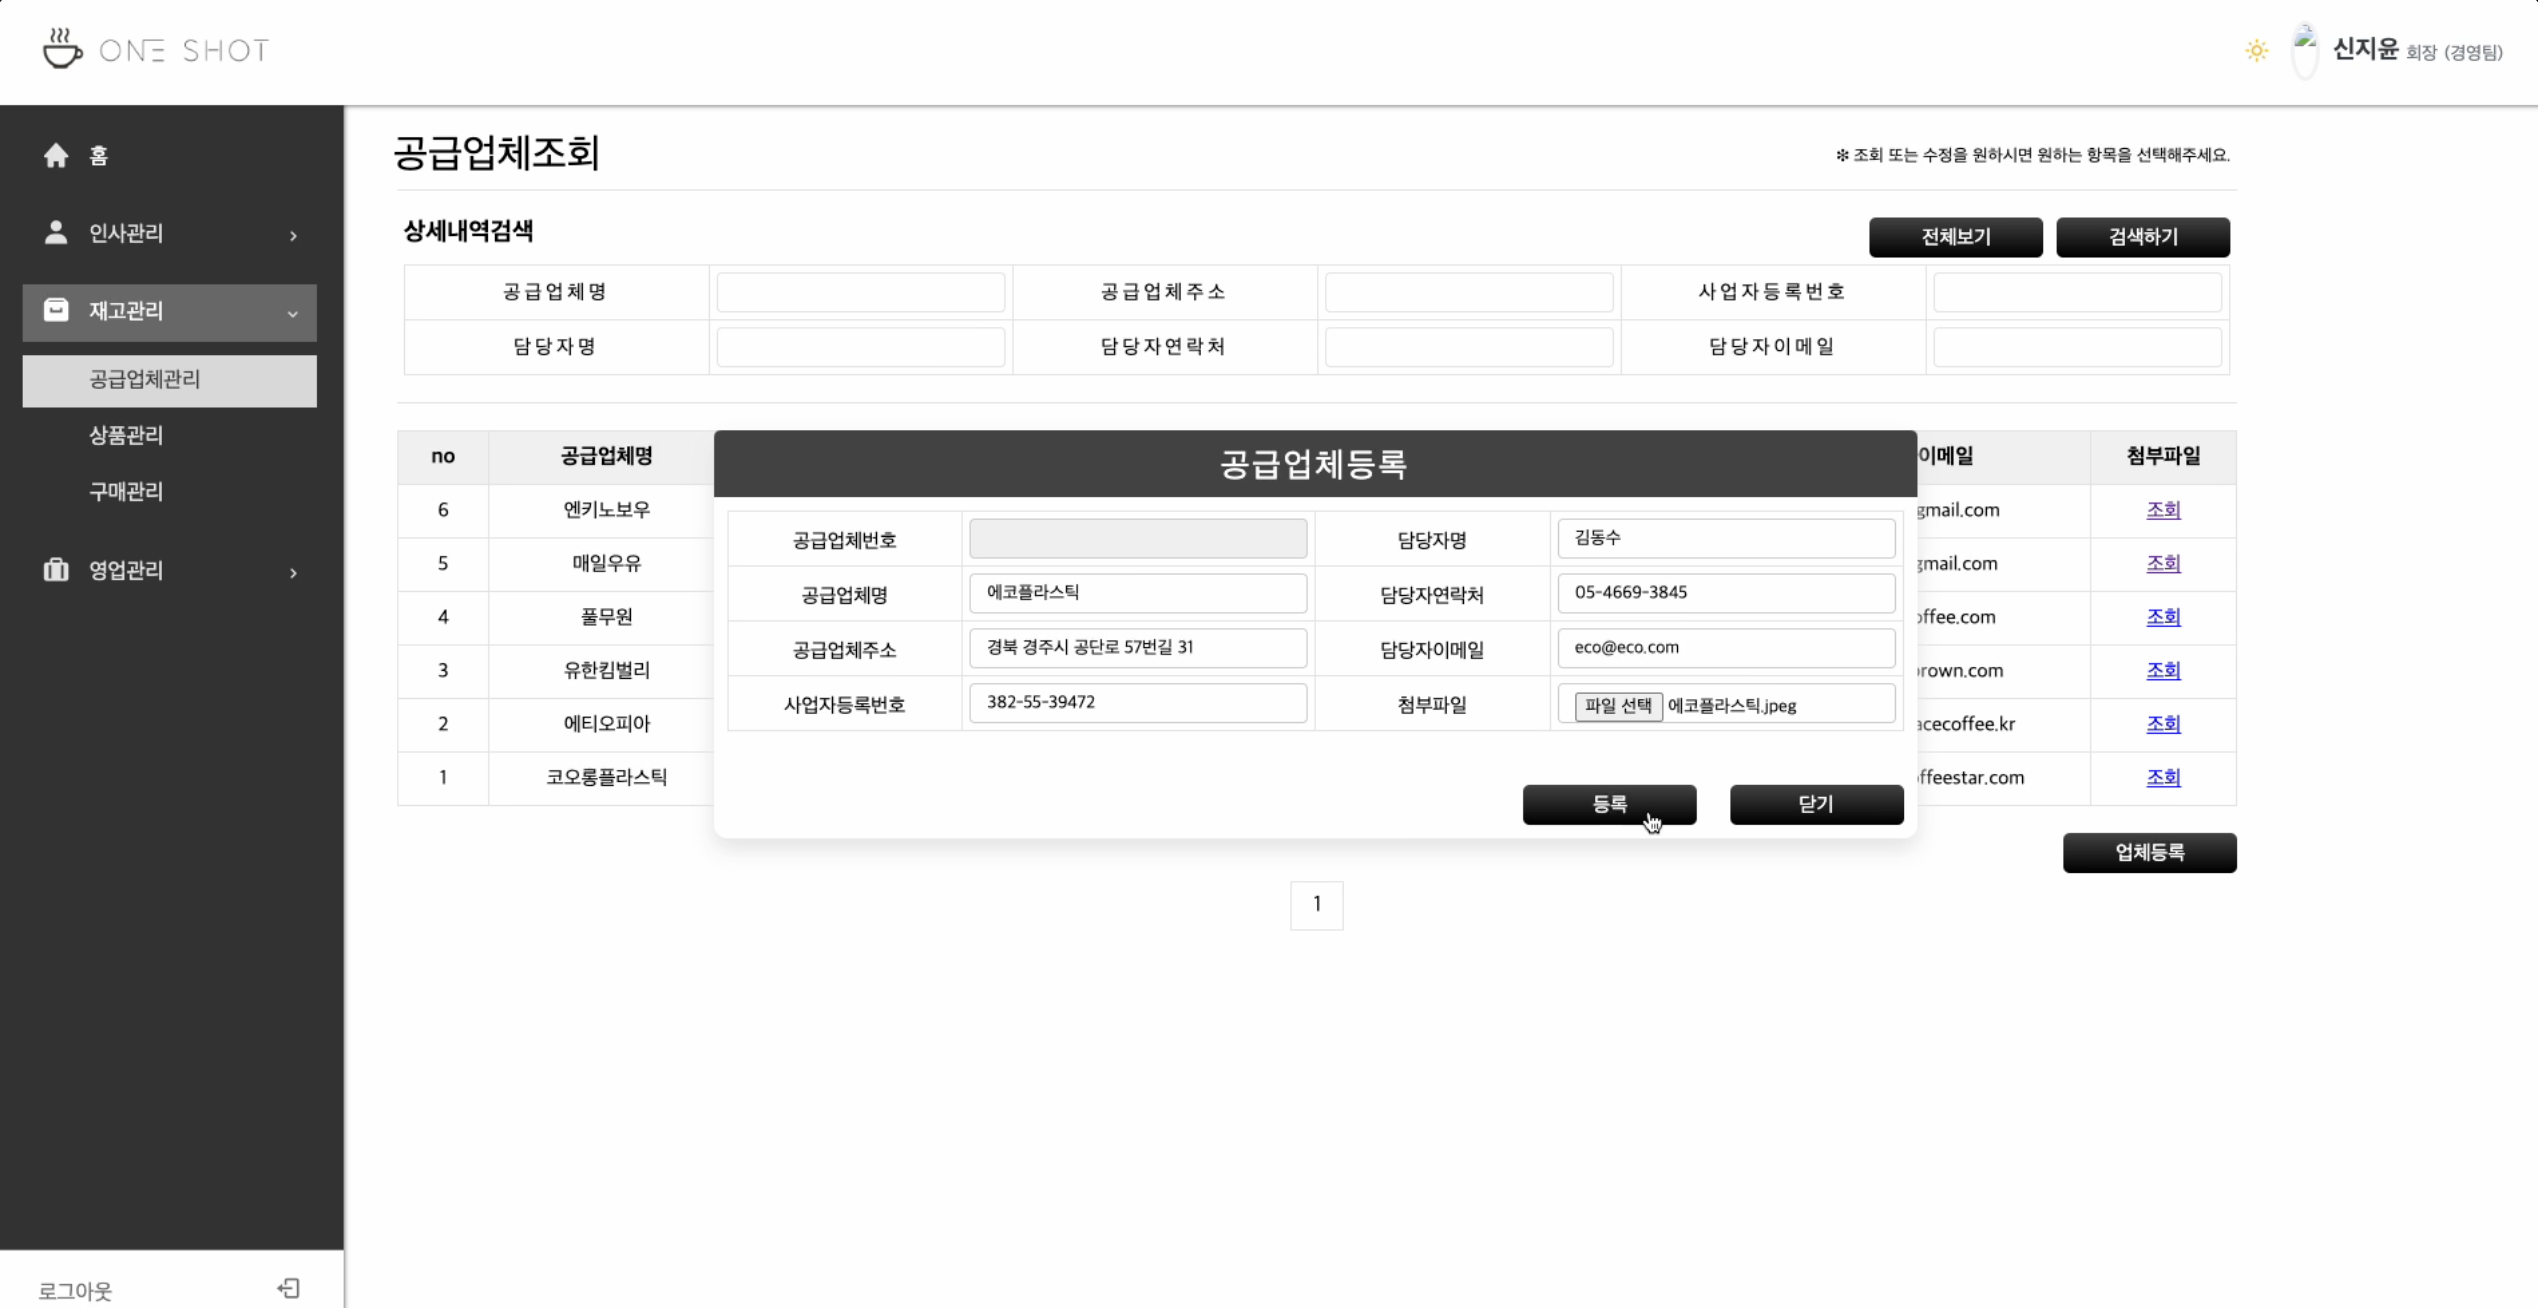 ONE SHOT
신지윤 회장 (경영팀)
홈
인사관리
재고관리
공급업체관리
상품관리
구매관리
영업관리
로그아웃
공급업체조회
※ 조회 또는 수정을 원하시면 원하는 항목을 선택해주세요.
상세내역검색
전체보기 검색하기
공급업체명 공급업체주소 사업자등록번호
담당자명 담당자연락처 담당자이메일
no 공급업체명 이메일 첨부파일
6 엔키노보우 gmail.com 조회
5 매일우유 gmail.com 조회
4 풀무원 offee.com 조회
3 유한킴벌리 rown.com 조회
2 에티오피아 acecoffee.kr 조회
1 코오롱플라스틱 ffeestar.com 조회
공급업체등록
공급업체번호 담당자명 김동수
공급업체명 에코플라스틱 담당자연락처 05-4669-3845
공급업체주소 경북 경주시 공단로 57번길 31 담당자이메일 eco@eco.com
사업자등록번호 382-55-39472 첨부파일 파일 선택 에코플라스틱.jpeg
등록 닫기
업체등록
1